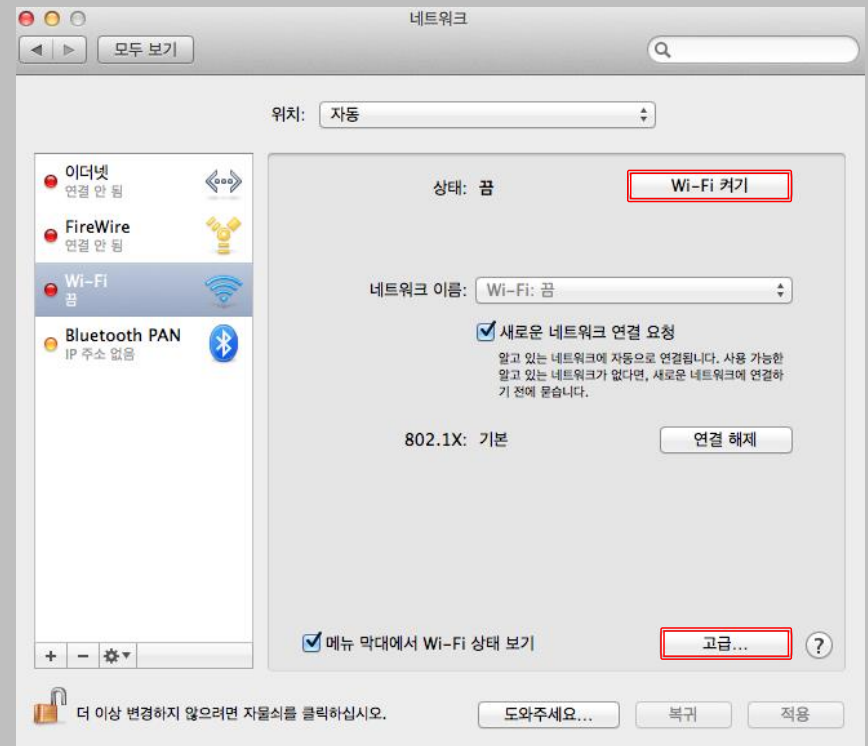 네트워크
모두 보기
위치: 자동
이더넷
연결 안 됨
FireWire
연결 안 됨
Wi-Fi
끔
Bluetooth PAN
IP 주소 없음
상태: 끔
Wi-Fi 켜기
네트워크 이름: Wi-Fi: 끔
새로운 네트워크 연결 요청
알고 있는 네트워크에 자동으로 연결됩니다. 사용 가능한
알고 있는 네트워크가 없다면, 새로운 네트워크에 연결하
기 전에 묻습니다.
802.1X: 기본
연결 해제
메뉴 막대에서 Wi-Fi 상태 보기
고급...
?
더 이상 변경하지 않으려면 자물쇠를 클릭하십시오.
도와주세요...
복귀
적용